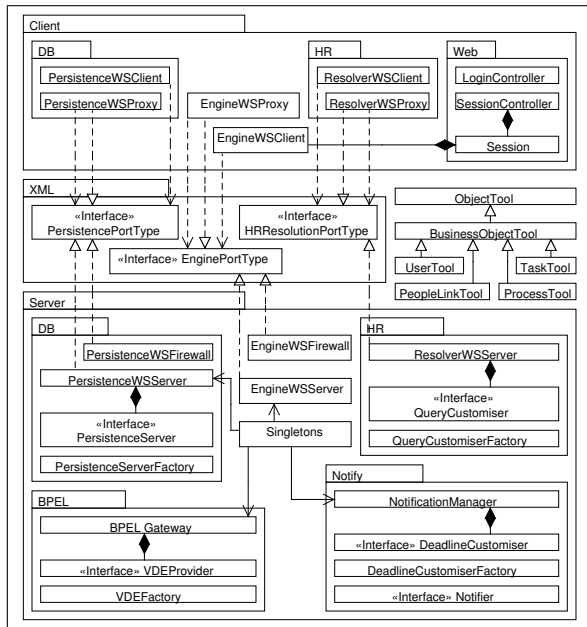 Client
DB
PersistenceWSClient
PersistenceWSProxy
EngineWSProxy
EngineWSClient
HR
ResolverWSClient
ResolverWSProxy
Web
LoginController
SessionController
Session
XML
«Interface»
PersistencePortType
«Interface»
HRResolutionPortType
«Interface» EnginePortType
ObjectTool
BusinessObjectTool
UserTool
TaskTool
PeopleLinkTool
ProcessTool
Server
DB
PersistenceWSFirewall
PersistenceWSServer
«Interface»
PersistenceServer
PersistenceServerFactory
EngineWSFirewall
EngineWSServer
Singletons
HR
ResolverWSServer
«Interface»
QueryCustomiser
QueryCustomiserFactory
BPEL
BPEL Gateway
«Interface» VDEProvider
VDEFactory
Notify
NotificationManager
«Interface» DeadlineCustomiser
DeadlineCustomiserFactory
«Interface» Notifier